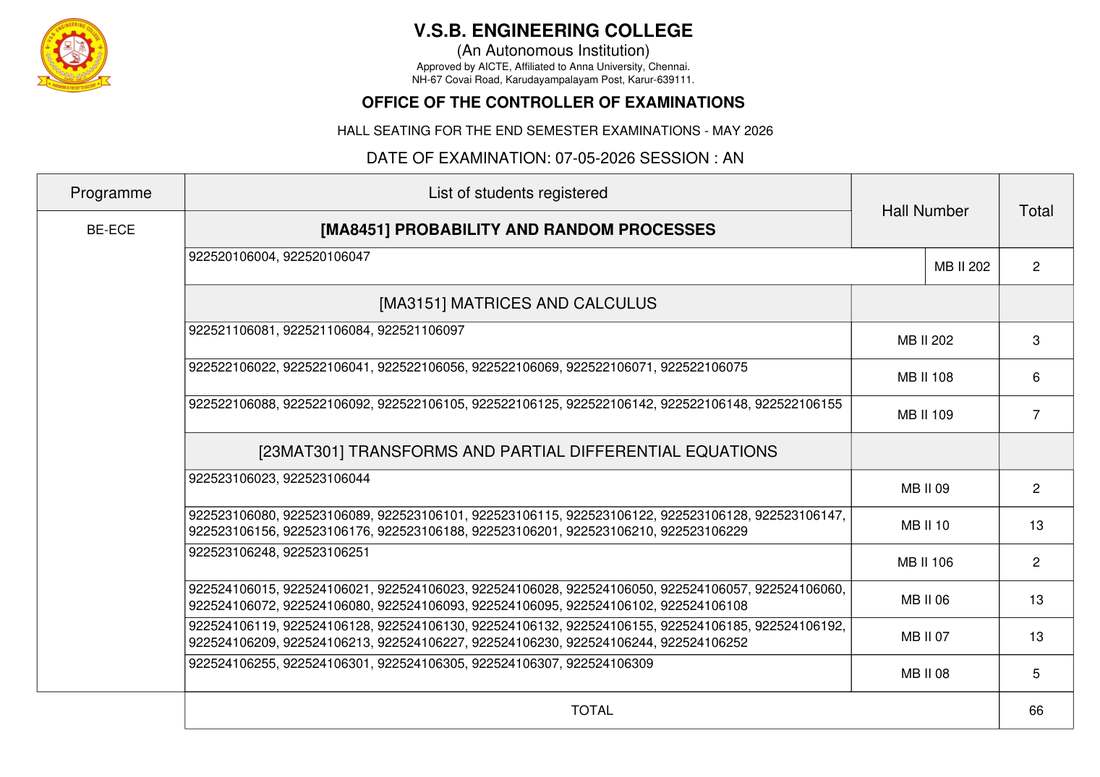 V.S.B. ENGINEERING COLLEGE
(An Autonomous Institution)
Approved by AICTE, Affiliated to Anna University, Chennai.
NH-67 Covai Road, Karudayampalayam Post, Karur-639111.
OFFICE OF THE CONTROLLER OF EXAMINATIONS
HALL SEATING FOR THE END SEMESTER EXAMINATIONS - MAY 2026
DATE OF EXAMINATION: 07-05-2026 SESSION : AN
Programme List of students registered Hall Number Total
BE-ECE [MA8451] PROBABILITY AND RANDOM PROCESSES
922520106004, 922520106047 MB II 202 2
[MA3151] MATRICES AND CALCULUS
922521106081, 922521106084, 922521106097 MB II 202 3
922522106022, 922522106041, 922522106056, 922522106069, 922522106071, 922522106075 MB II 108 6
922522106088, 922522106092, 922522106105, 922522106125, 922522106142, 922522106148, 922522106155 MB II 109 7
[23MAT301] TRANSFORMS AND PARTIAL DIFFERENTIAL EQUATIONS
922523106023, 922523106044 MB II 09 2
922523106080, 922523106089, 922523106101, 922523106115, 922523106122, 922523106128, 922523106147,
922523106156, 922523106176, 922523106188, 922523106201, 922523106210, 922523106229 MB II 10 13
922523106248, 922523106251 MB II 106 2
922524106015, 922524106021, 922524106023, 922524106028, 922524106050, 922524106057, 922524106060,
922524106072, 922524106080, 922524106093, 922524106095, 922524106102, 922524106108 MB II 06 13
922524106119, 922524106128, 922524106130, 922524106132, 922524106155, 922524106185, 922524106192,
922524106209, 922524106213, 922524106227, 922524106230, 922524106244, 922524106252 MB II 07 13
922524106255, 922524106301, 922524106305, 922524106307, 922524106309 MB II 08 5
TOTAL 66